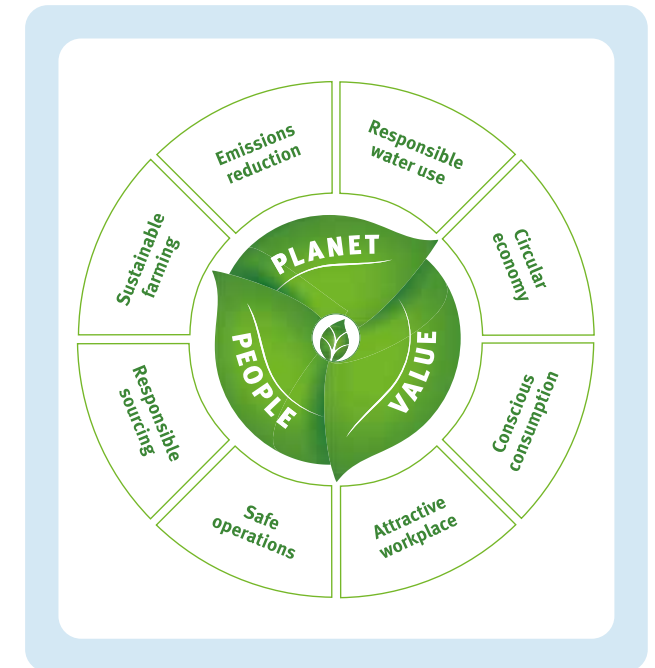 Emissions
reduction
Responsible
water use
Circular
economy
Conscious
consumption
Attractive
workplace
Safe
operations
Responsible
sourcing
Sustainable
farming
PLANET
VALUE
PEOPLE